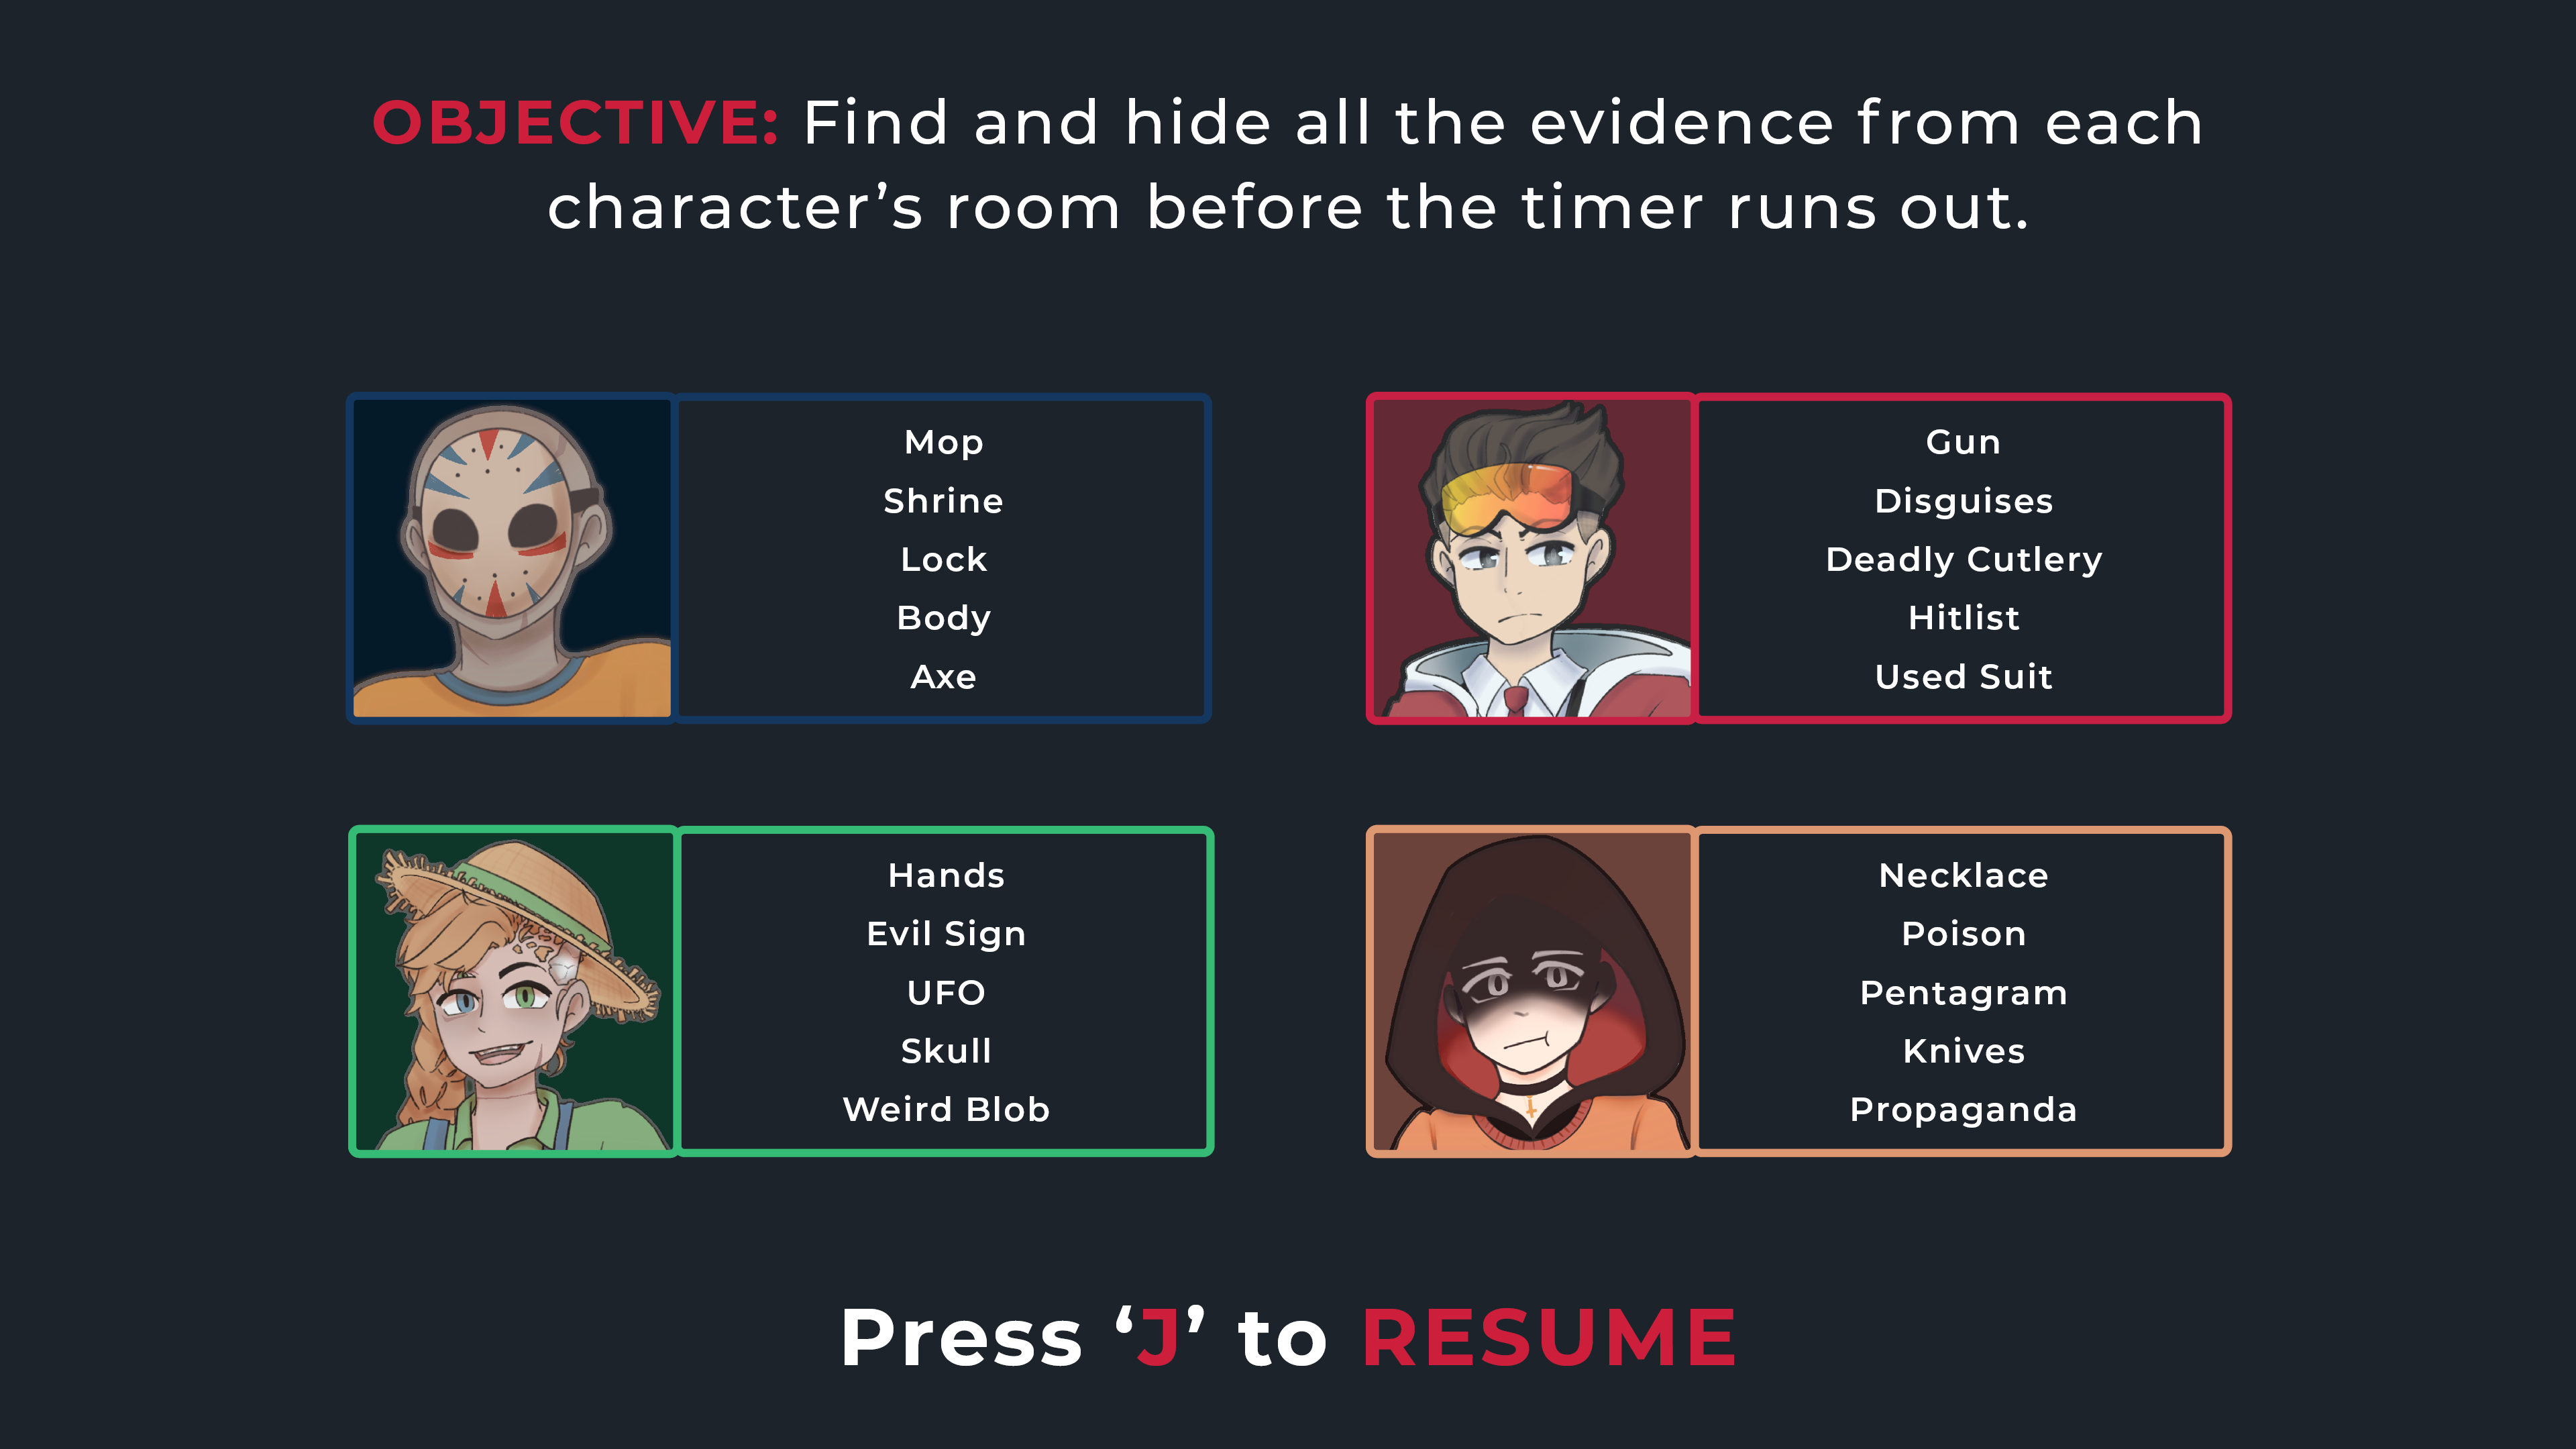 OBJECTIVE: Find and hide all the evidence from each
character’s room before the timer runs out.
Mop
Shrine
Lock
Body
Axe
Gun
Disguises
Deadly Cutlery
Hitlist
Used Suit
Hands
Evil Sign
UFO
Skull
Weird Blob
Necklace
Poison
Pentagram
Knives
Propaganda
Press ‘J’ to RESUME